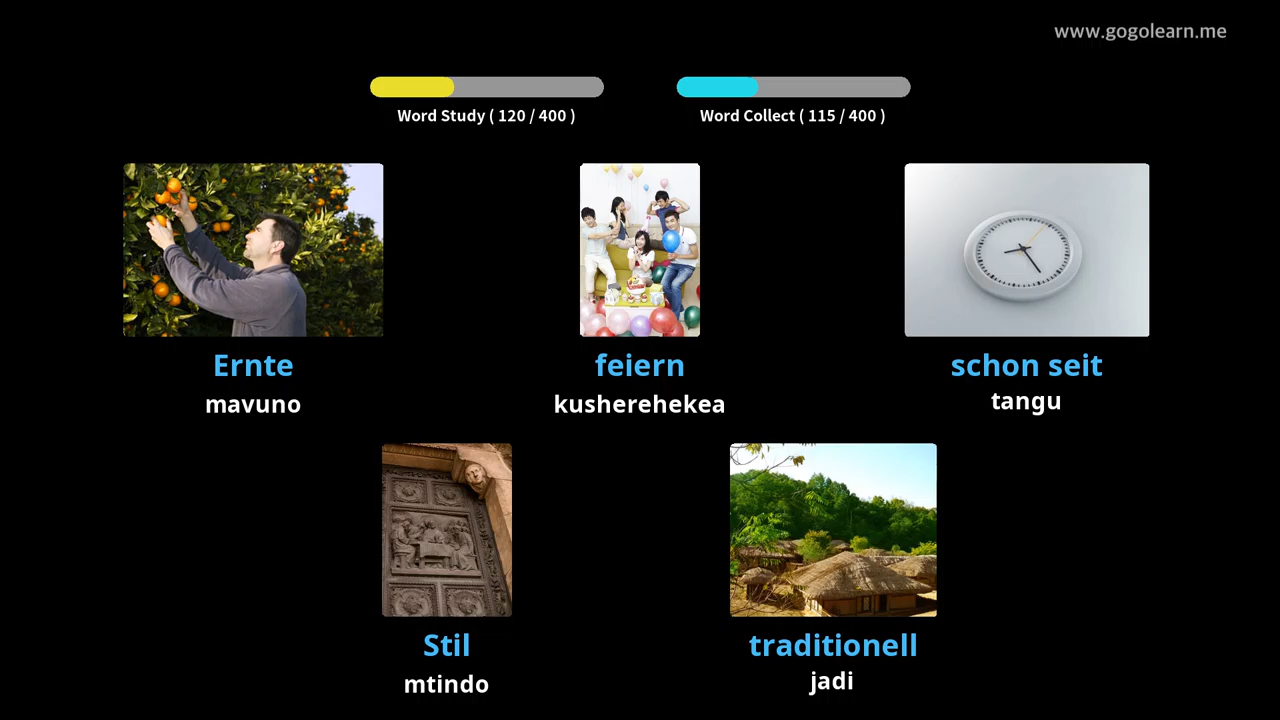 www.gogolearn.me
Word Study ( 120 / 400 )
Word Collect ( 115 / 400 )
Ernte
mavuno
feiern
kusherehekea
schon seit
tangu
Stil
mtindo
traditionell
jadi